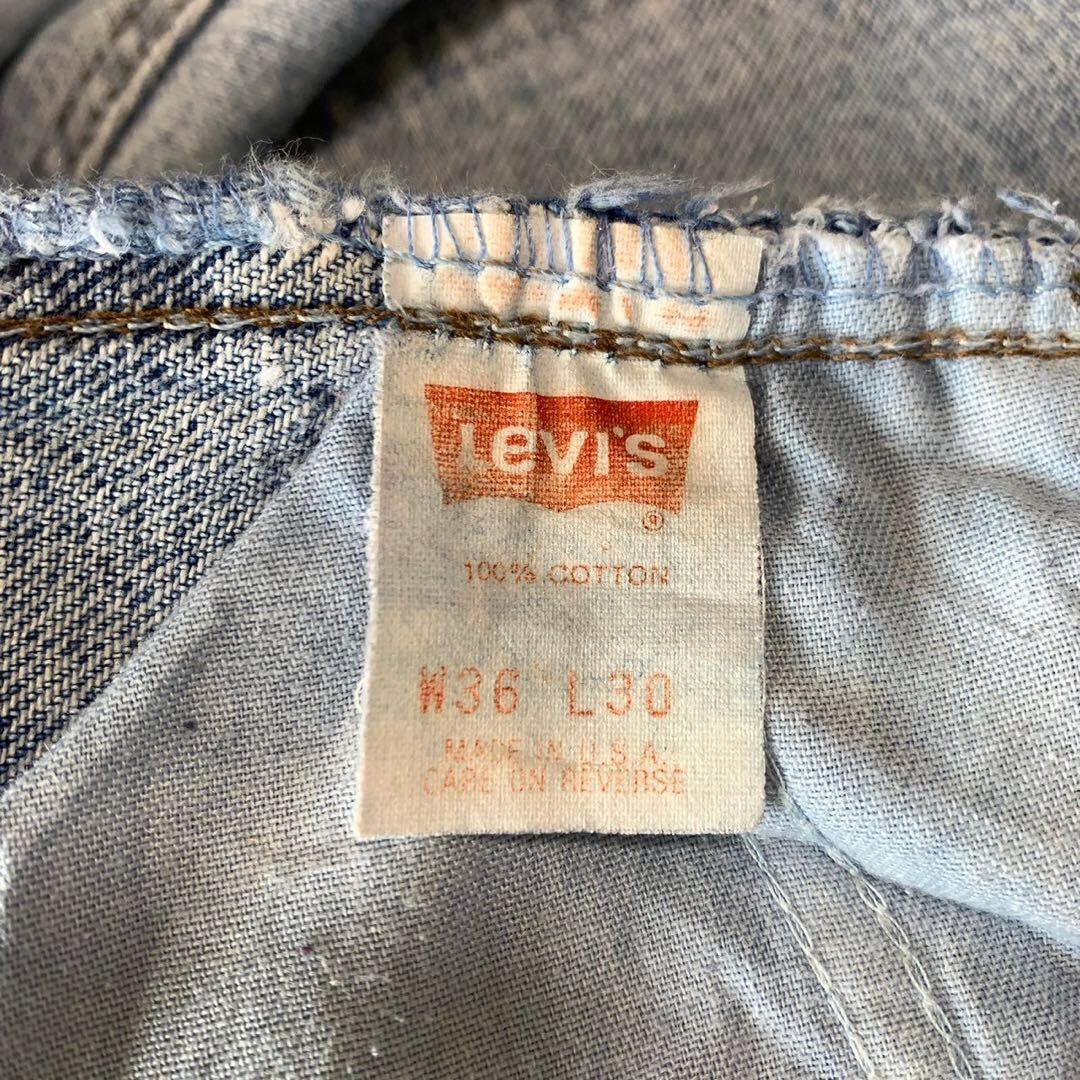 Levi's
®
100% COTTON
W36 L30
MADE IN U.S.A.
CARE ON REVERSE